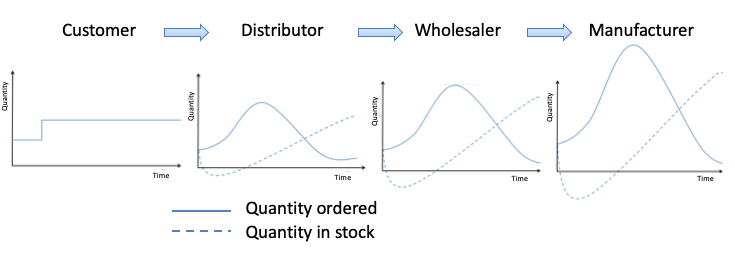 Customer
Distributor
Wholesaler
Manufacturer
Quantity
Time
Quantity
Time
Quantity
Time
Quantity
Time
Quantity ordered
Quantity in stock